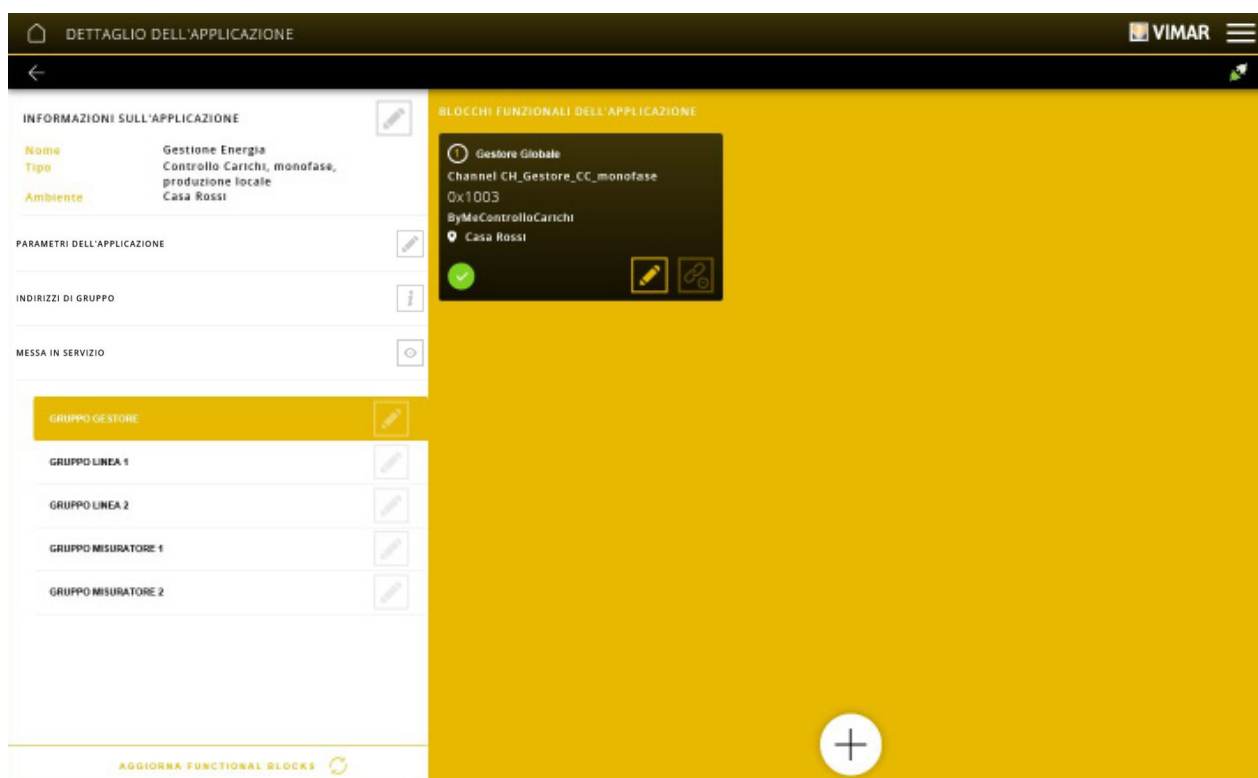 DETTAGLIO DELL'APPLICAZIONE
VIMAR
INFORMAZIONI SULL'APPLICAZIONE
Nome Gestione Energia
Tipo Controllo Carichi, monofase,
produzione locale
Ambiente Casa Rossi
PARAMETRI DELL'APPLICAZIONE
INDIRIZZI DI GRUPPO
i
MESSA IN SERVIZIO
GRUPPO GESTORE
GRUPPO LINEA 1
GRUPPO LINEA 2
GRUPPO MISURATORE 1
GRUPPO MISURATORE 2
AGGIORNA FUNCTIONAL BLOCKS
BLOCCHI FUNZIONALI DELL'APPLICAZIONE
1 Gestore Globale
Channel CH_Gestore_CC_monofase
0x1003
ByMeControlloCarichi
Casa Rossi